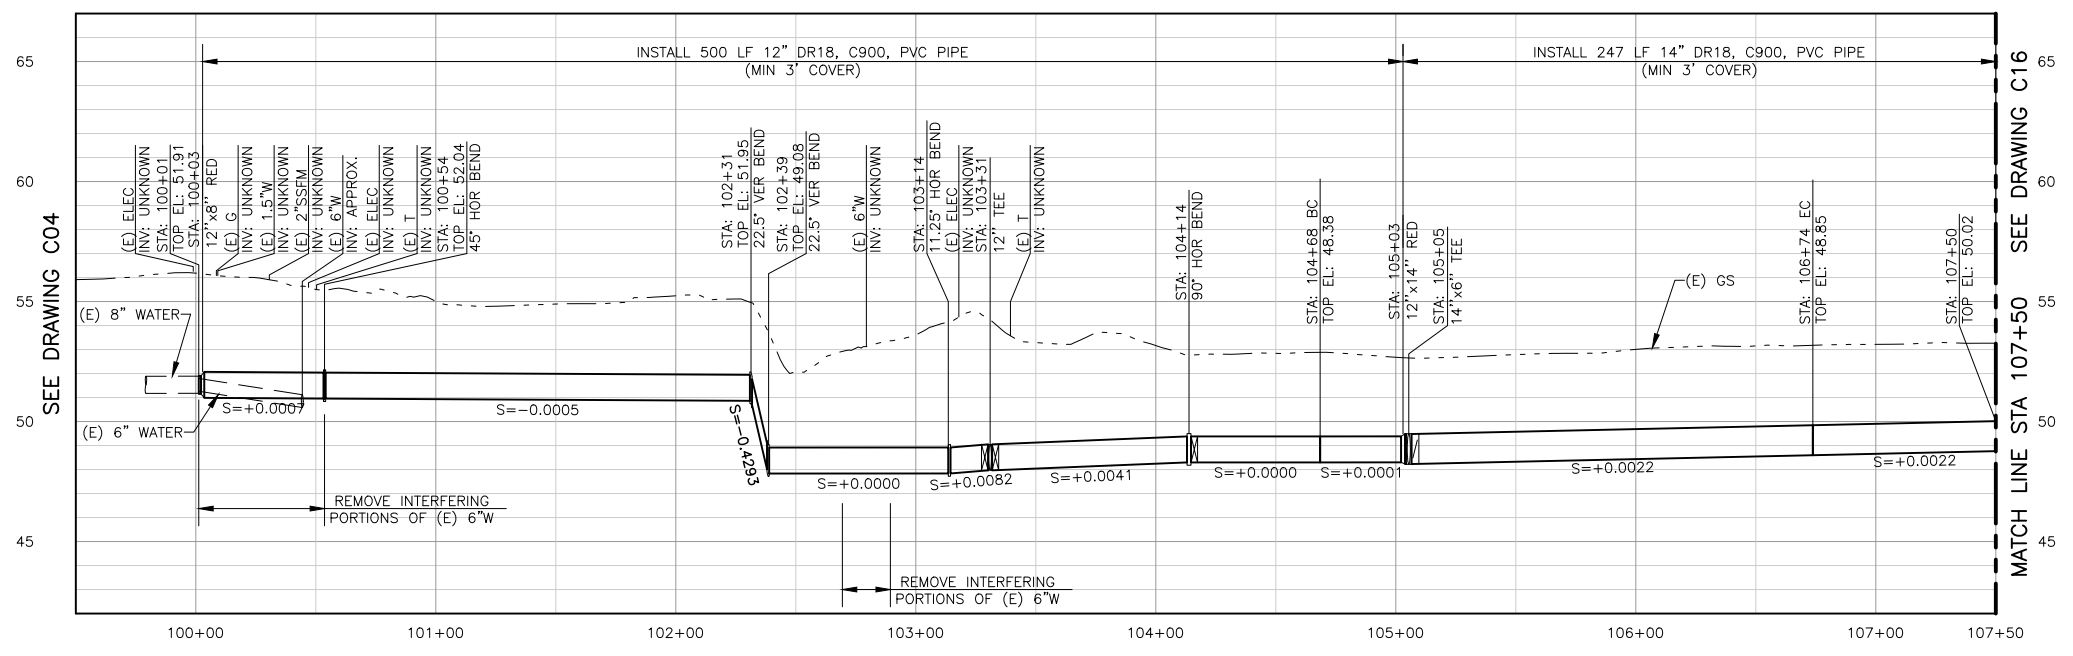 INSTALL 500 LF 12" DR18, C900, PVC PIPE
(MIN 3' COVER)
INSTALL 247 LF 14" DR18, C900, PVC PIPE
(MIN 3' COVER)
65
60
55
50
45
65
60
55
50
45
SEE DRAWING C04
MATCH LINE STA 107+50 SEE DRAWING C16
(E) ELEC
INV: UNKNOWN
STA: 100+01
TOP EL: 51.91
STA: 100+03
12"x8" RED
(E) G
INV: UNKNOWN
(E) 1.5"W
INV: UNKNOWN
(E) 2"SSFM
INV: UNKNOWN
(E) 6"W
INV: APPROX.
(E) ELEC
INV: UNKNOWN
(E) T
INV: UNKNOWN
STA: 100+54
TOP EL: 52.04
45° HOR BEND
STA: 102+31
TOP EL: 51.95
22.5° VER BEND
STA: 102+39
TOP EL: 49.08
22.5° VER BEND
(E) 6"W
INV: UNKNOWN
STA: 103+14
11.25° HOR BEND
(E) ELEC
INV: UNKNOWN
STA: 103+31
12" TEE
(E) T
INV: UNKNOWN
STA: 104+14
90° HOR BEND
STA: 104+68 BC
TOP EL: 48.38
STA: 105+03
12"x14" RED
STA: 105+05
14"x6" TEE
STA: 106+74 EC
TOP EL: 48.85
STA: 107+50
TOP EL: 50.02
(E) GS
(E) 8" WATER
(E) 6" WATER
S=+0.0007
S=-0.0005
S=-0.4293
S=+0.0000
S=+0.0082
S=+0.0041
S=+0.0000
S=+0.0001
S=+0.0022
S=+0.0022
REMOVE INTERFERING
PORTIONS OF (E) 6"W
REMOVE INTERFERING
PORTIONS OF (E) 6"W
100+00
101+00
102+00
103+00
104+00
105+00
106+00
107+00
107+50